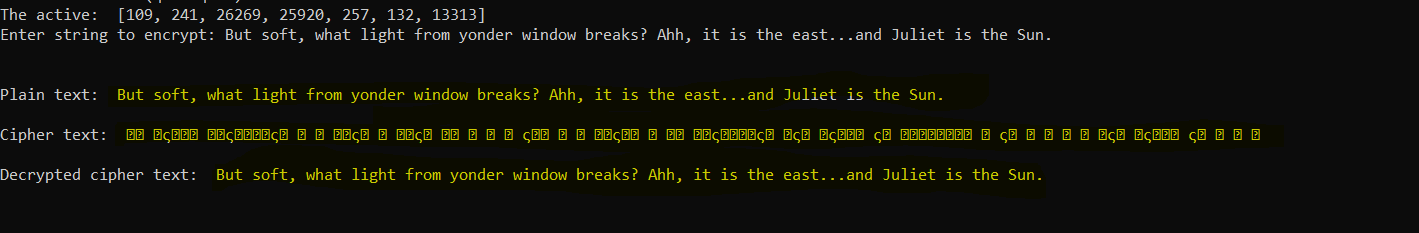 The active:  [109, 241, 26269, 25920, 257, 132, 13313]
Enter string to encrypt: But soft, what light from yonder window breaks? Ahh, it is the east...and Juliet is the Sun.
Plain text:  But soft, what light from yonder window breaks? Ahh, it is the east...and Juliet is the Sun.
Cipher text:
Decrypted cipher text:  But soft, what light from yonder window breaks? Ahh, it is the east...and Juliet is the Sun.